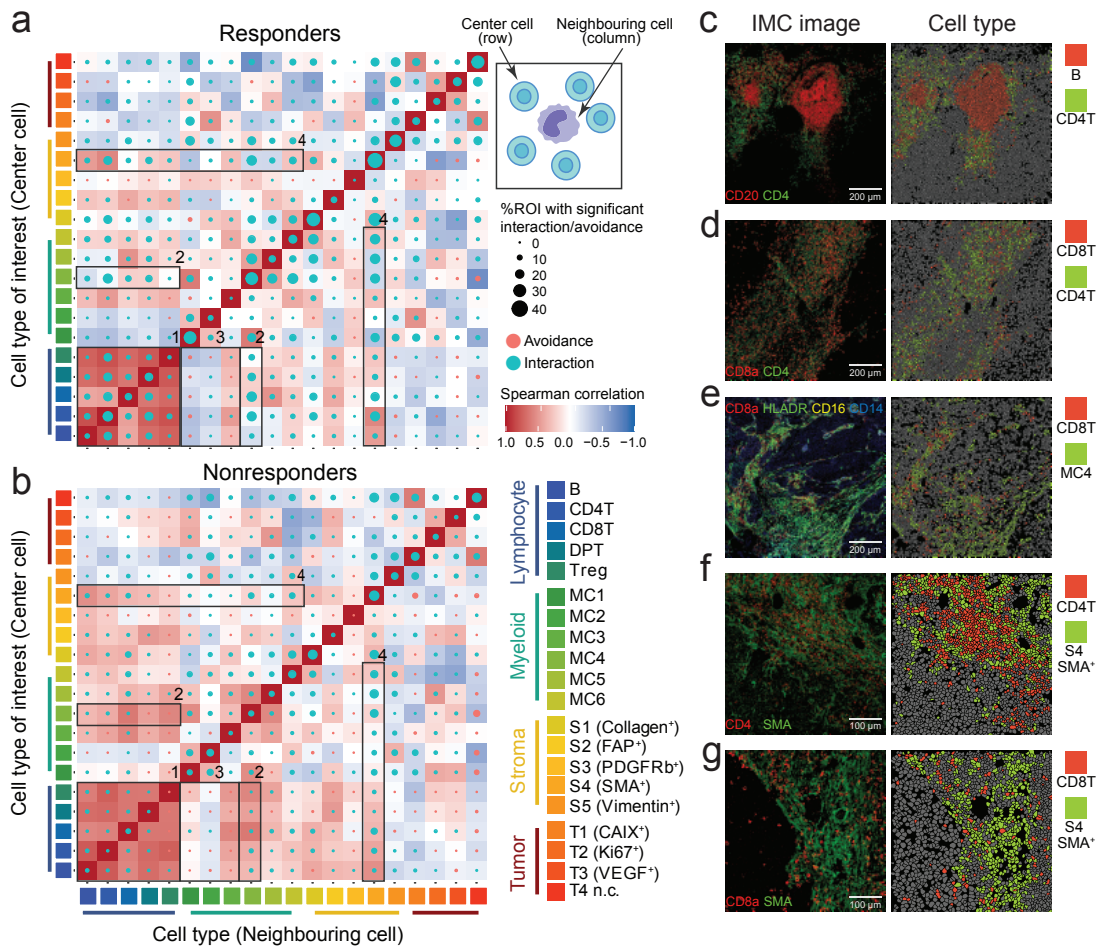 a
Responders
Cell type of interest (Center cell)
4
4
2
1
3
2
Center cell
(row)
Neighbouring cell
(column)
%ROI with significant
interaction/avoidance
0
10
20
30
40
Avoidance
Interaction
Spearman correlation
1.0 0.5 0.0 -0.5 -1.0
b
Nonresponders
Cell type of interest (Center cell)
4
4
2
1
3
2
Cell type (Neighbouring cell)
Lymphocyte
B
CD4T
CD8T
DPT
Treg
Myeloid
MC1
MC2
MC3
MC4
MC5
MC6
Stroma
S1 (Collagen⁺)
S2 (FAP⁺)
S3 (PDGFRb⁺)
S4 (SMA⁺)
S5 (Vimentin⁺)
Tumor
T1 (CAIX⁺)
T2 (Ki67⁺)
T3 (VEGF⁺)
T4 n.c.
IMC image
Cell type
c
CD20 CD4
200 µm
B
CD4T
d
CD8a CD4
200 µm
CD8T
CD4T
e
CD8a HLADR CD16 CD14
200 µm
CD8T
MC4
f
CD4 SMA
100 µm
CD4T
S4
SMA⁺
g
CD8a SMA
100 µm
CD8T
S4
SMA⁺